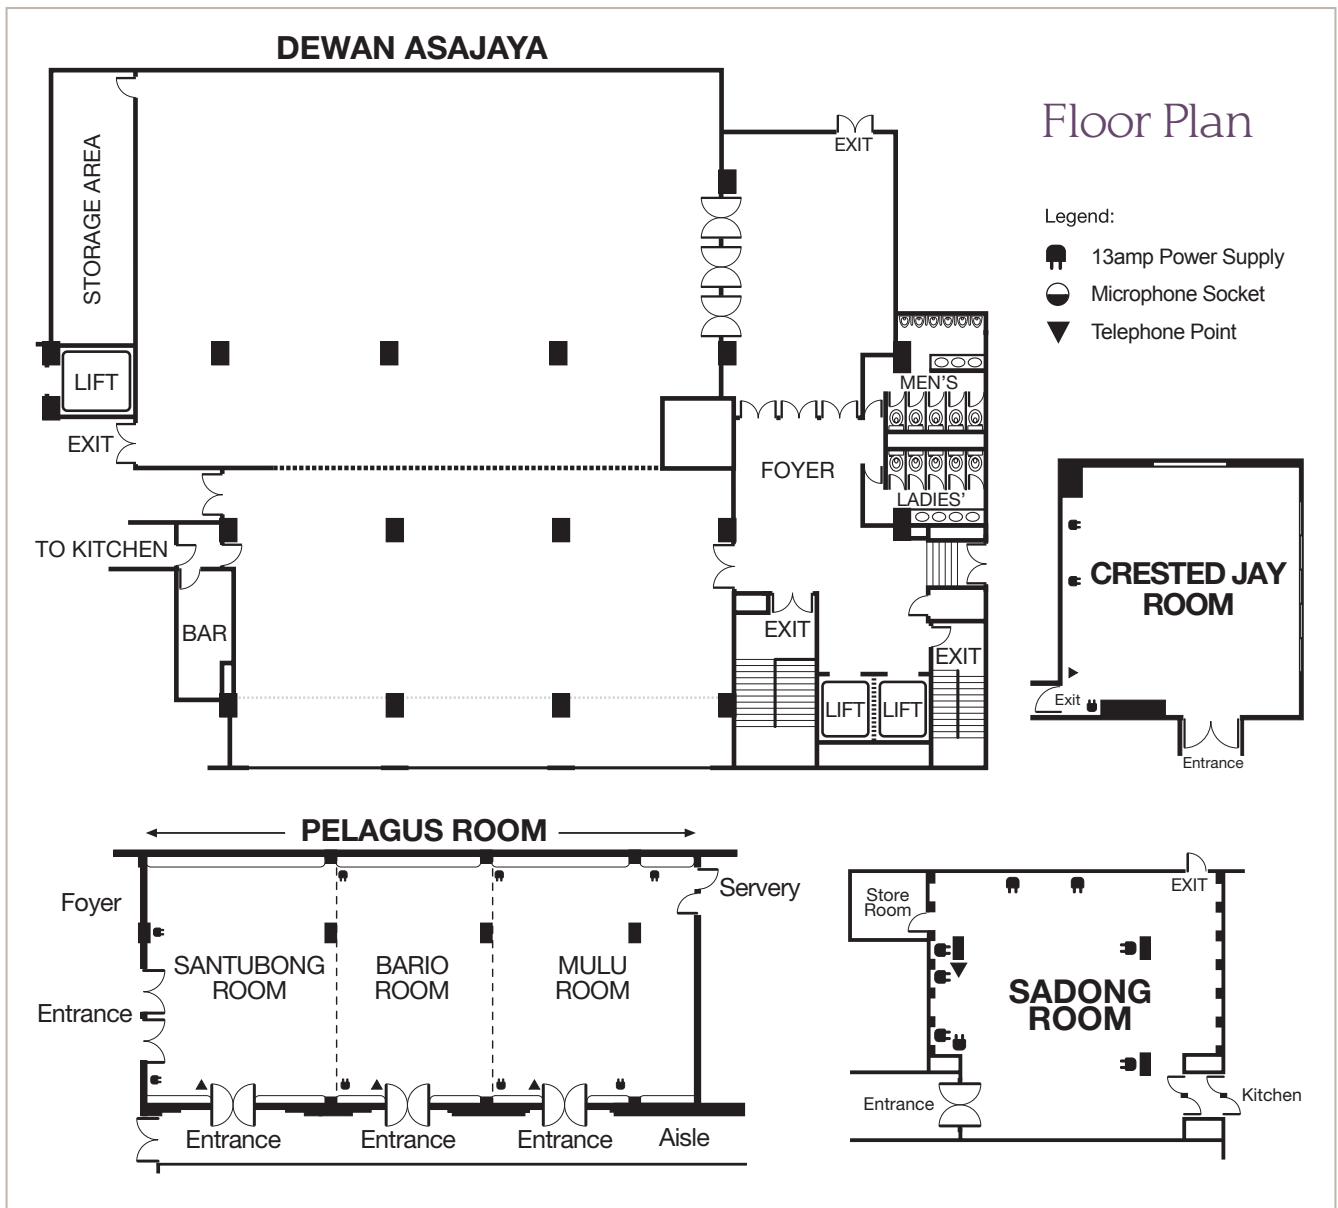 DEWAN ASAJAYA
Floor Plan
EXIT
STORAGE AREA
Legend:
13amp Power Supply
Microphone Socket
Telephone Point
LIFT
MEN'S
EXIT
FOYER
LADIES'
TO KITCHEN
BAR
EXIT
EXIT
LIFT
LIFT
CRESTED JAY
ROOM
Exit
Entrance
PELAGUS ROOM
Foyer
Servery
SANTUBONG
ROOM
BARIO
ROOM
MULU
ROOM
Entrance
Entrance
Entrance
Entrance
Aisle
EXIT
Store
Room
SADONG
ROOM
Entrance
Kitchen